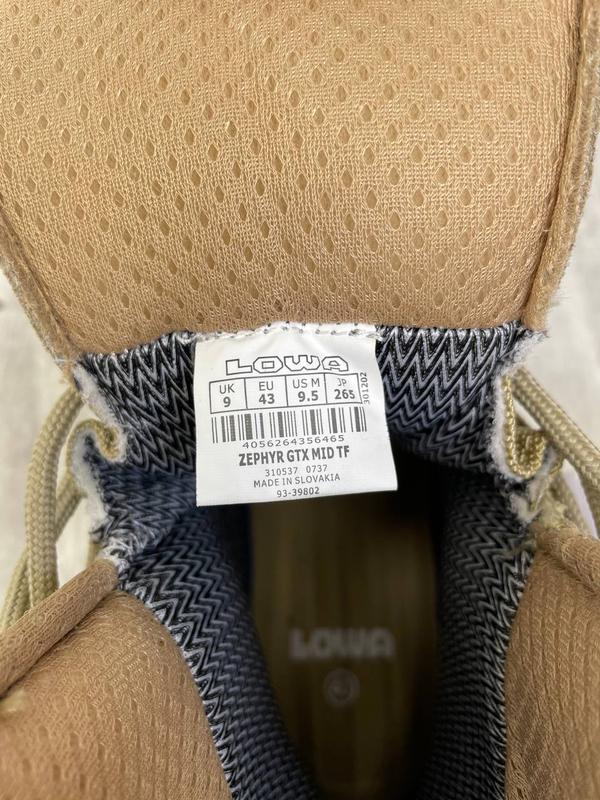 LOWA
UK EU US M JP
9 43 9.5 265
301202
4056264356465
ZEPHYR GTX MID TF
310537 0737
MADE IN SLOVAKIA
93-39802
LOWA